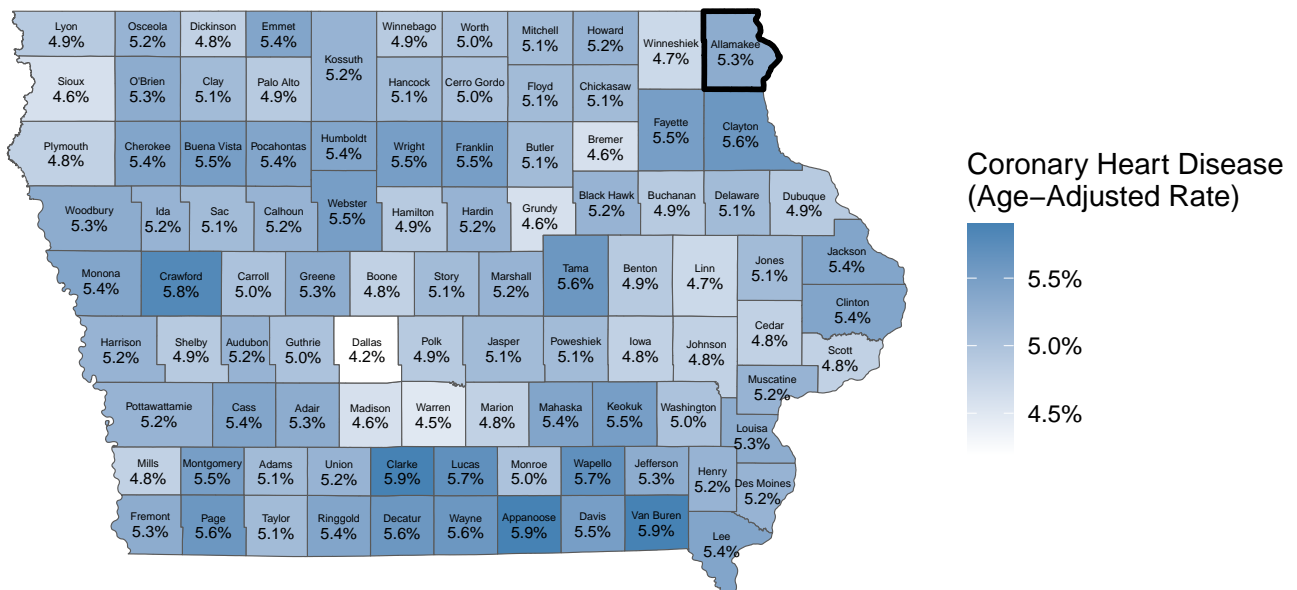 Lyon
4.9%
Osceola
5.2%
Dickinson
4.8%
Emmet
5.4%
Kossuth
5.2%
Winnebago
4.9%
Worth
5.0%
Mitchell
5.1%
Howard
5.2%
Winneshiek
4.7%
Allamakee
5.3%
Sioux
4.6%
O'Brien
5.3%
Clay
5.1%
Palo Alto
4.9%
Hancock
5.1%
Cerro Gordo
5.0%
Floyd
5.1%
Chickasaw
5.1%
Fayette
5.5%
Clayton
5.6%
Plymouth
4.8%
Cherokee
5.4%
Buena Vista
5.5%
Pocahontas
5.4%
Humboldt
5.4%
Wright
5.5%
Franklin
5.5%
Butler
5.1%
Bremer
4.6%
Woodbury
5.3%
Ida
5.2%
Sac
5.1%
Calhoun
5.2%
Webster
5.5%
Hamilton
4.9%
Hardin
5.2%
Grundy
4.6%
Black Hawk
5.2%
Buchanan
4.9%
Delaware
5.1%
Dubuque
4.9%
Monona
5.4%
Crawford
5.8%
Carroll
5.0%
Greene
5.3%
Boone
4.8%
Story
5.1%
Marshall
5.2%
Tama
5.6%
Benton
4.9%
Linn
4.7%
Jones
5.1%
Jackson
5.4%
Clinton
5.4%
Harrison
5.2%
Shelby
4.9%
Audubon
5.2%
Guthrie
5.0%
Dallas
4.2%
Polk
4.9%
Jasper
5.1%
Poweshiek
5.1%
Iowa
4.8%
Johnson
4.8%
Cedar
4.8%
Scott
4.8%
Muscatine
5.2%
Pottawattamie
5.2%
Cass
5.4%
Adair
5.3%
Madison
4.6%
Warren
4.5%
Marion
4.8%
Mahaska
5.4%
Keokuk
5.5%
Washington
5.0%
Louisa
5.3%
Mills
4.8%
Montgomery
5.5%
Adams
5.1%
Union
5.2%
Clarke
5.9%
Lucas
5.7%
Monroe
5.0%
Wapello
5.7%
Jefferson
5.3%
Henry
5.2%
Des Moines
5.2%
Fremont
5.3%
Page
5.6%
Taylor
5.1%
Ringgold
5.4%
Decatur
5.6%
Wayne
5.6%
Appanoose
5.9%
Davis
5.5%
Van Buren
5.9%
Lee
5.4%
Coronary Heart Disease
(Age−Adjusted Rate)
5.5%
5.0%
4.5%